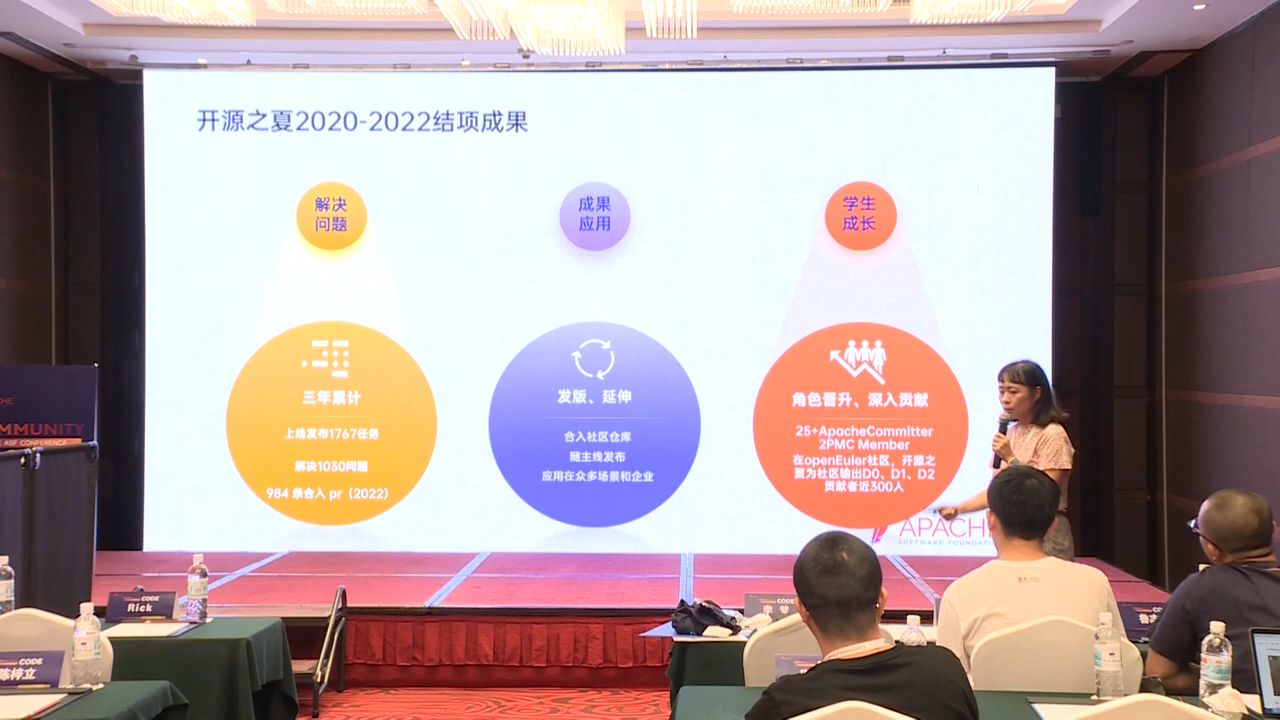 开源之夏2020-2022结项成果
解决
问题
成果
应用
学生
成长
三年累计
上线发布1767任务
解决1030问题
984 条合入 pr（2022）
发版、延伸
合入社区仓库
随主线发布
应用在众多场景和企业
角色晋升、深入贡献
25+ApacheCommitter
2PMC Member
在openEuler社区，开源之
夏为社区输出D0、D1、D2
贡献者近300人
APACHE
SOFTWARE FOUNDATI
MMUNITY
ASF CONFERENCE
CODE
Rick
CODE
陈梓立